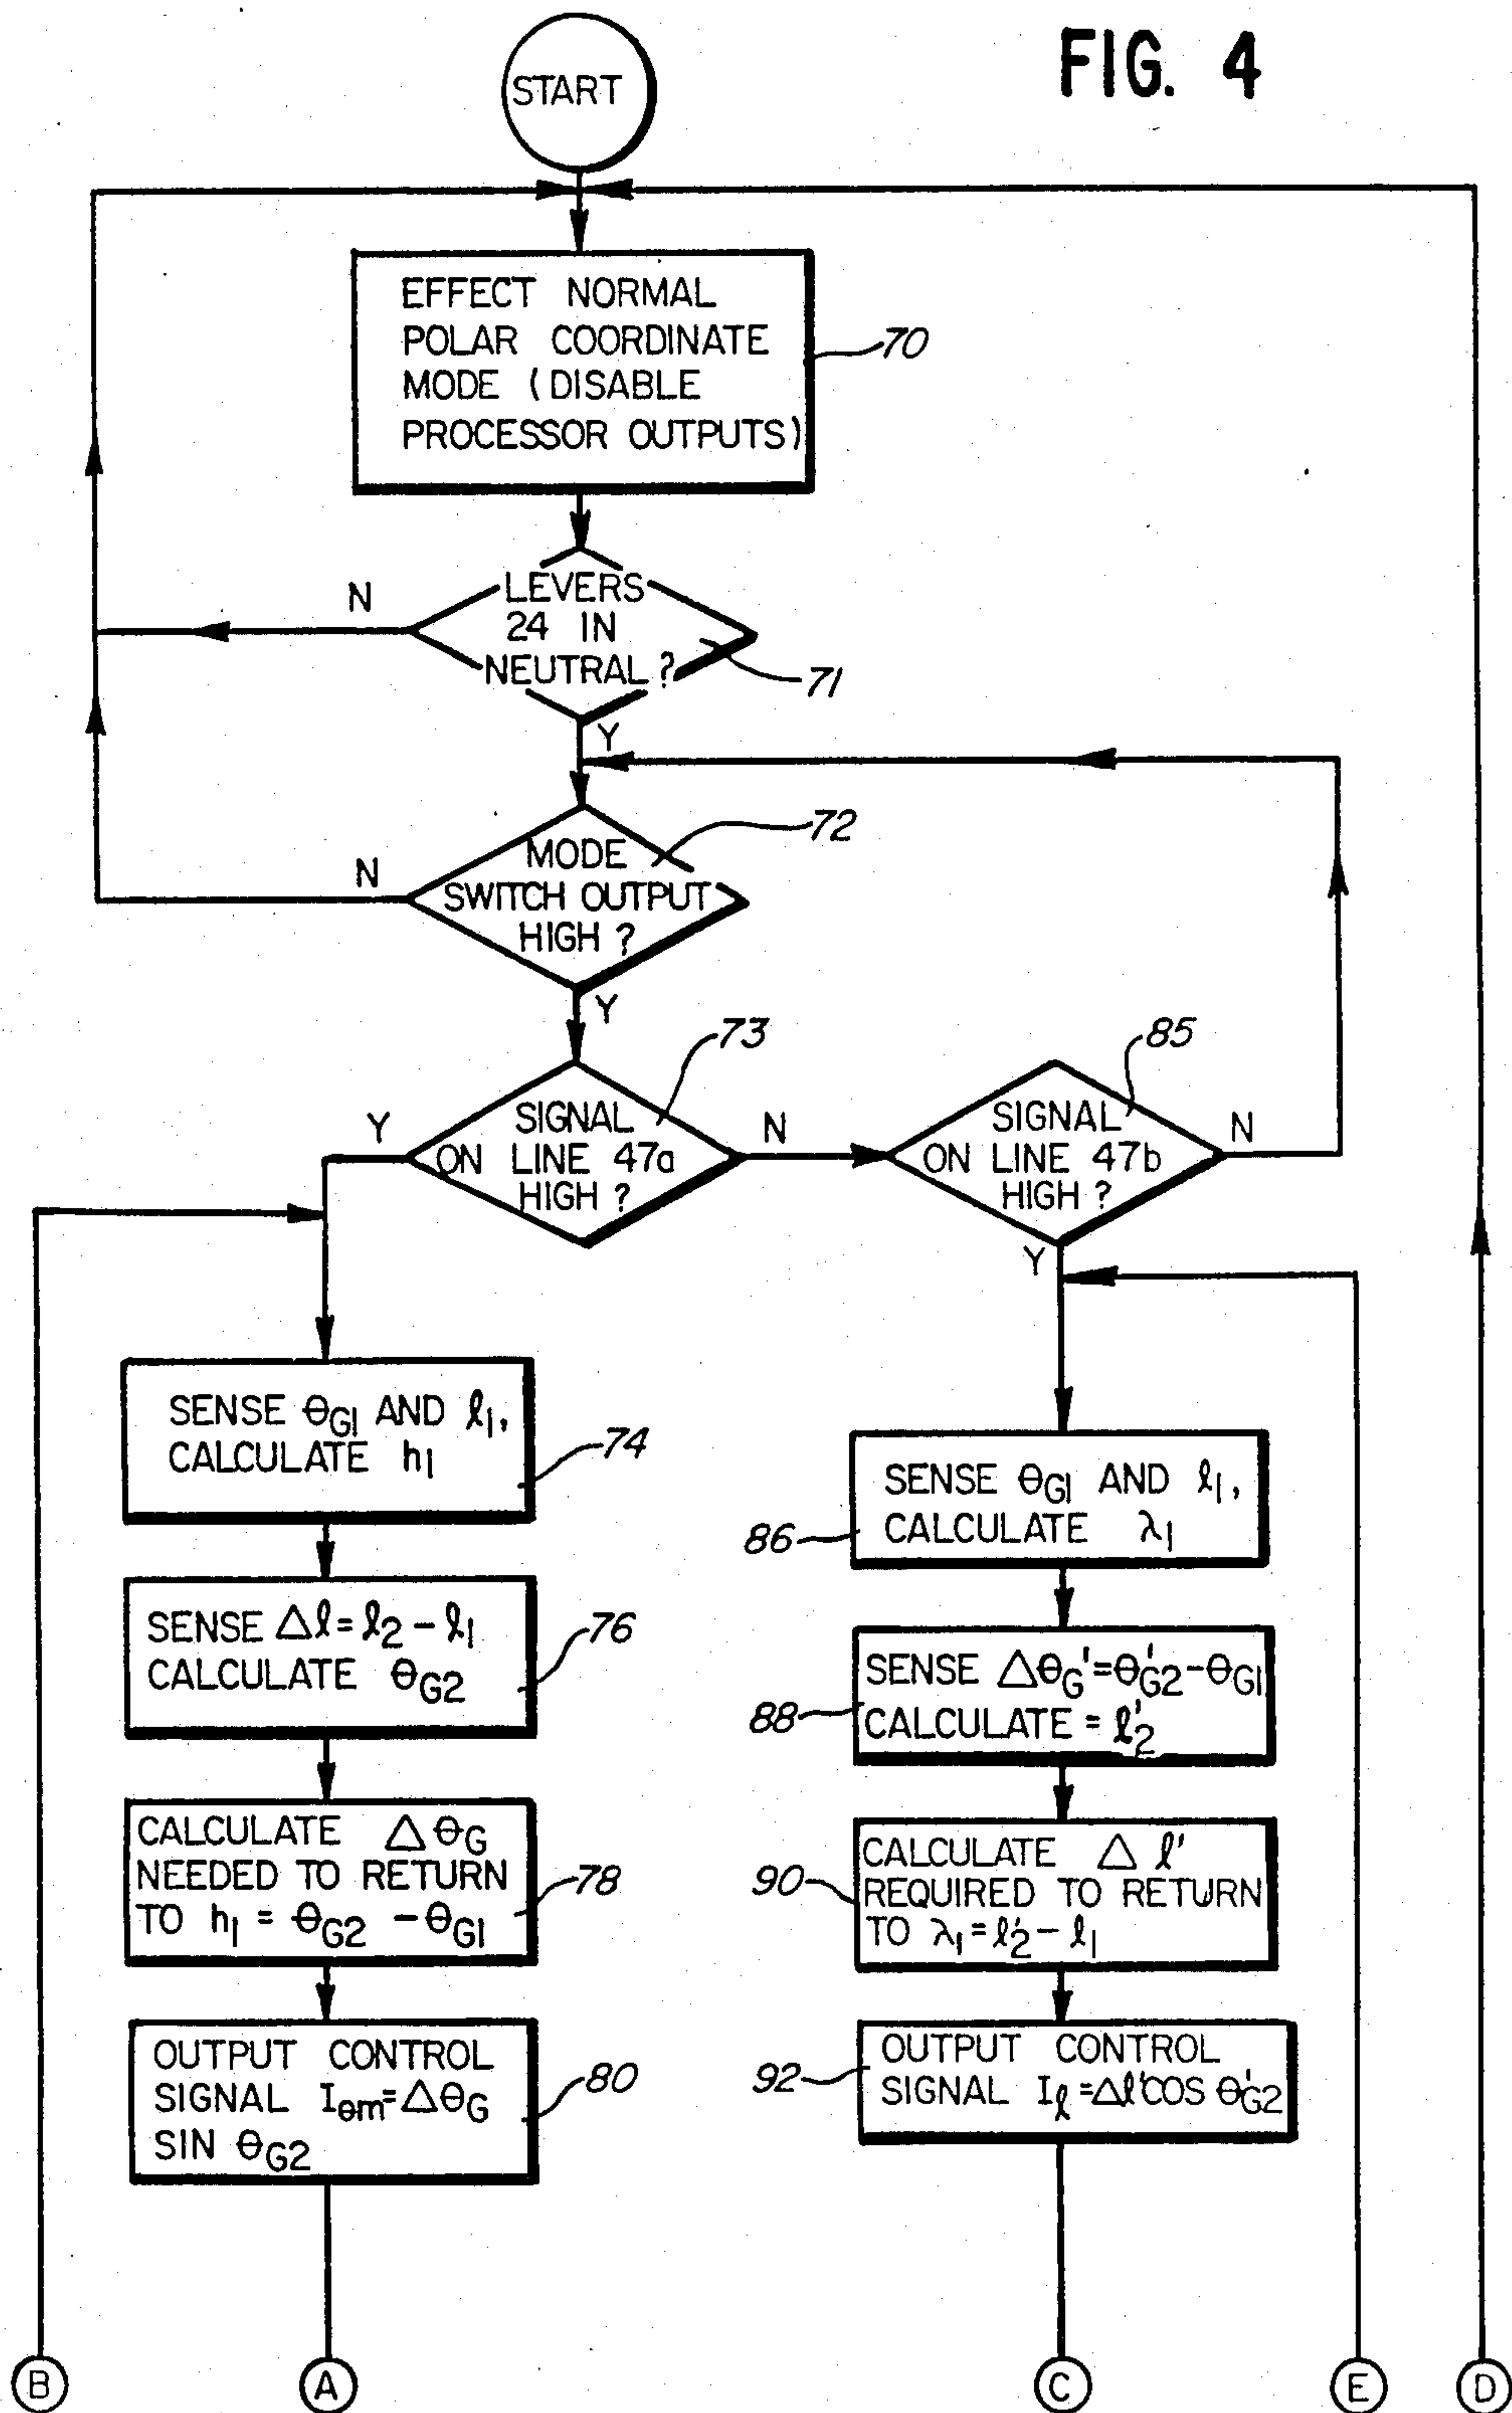 FIG. 4
START
EFFECT NORMAL
POLAR COORDINATE
MODE (DISABLE
PROCESSOR OUTPUTS)
70
LEVERS
24 IN
NEUTRAL ?
71
N
Y
MODE
SWITCH OUTPUT
HIGH ?
72
N
Y
SIGNAL
ON LINE 47a
HIGH ?
73
Y
N
SIGNAL
ON LINE 47b
HIGH ?
85
N
Y
SENSE θG1 AND ℓ1,
CALCULATE h1
74
SENSE Δℓ=ℓ2-ℓ1
CALCULATE θG2
76
CALCULATE ΔθG
NEEDED TO RETURN
TO h1 = θG2 -θG1
78
OUTPUT CONTROL
SIGNAL Iθm=ΔθG
SIN θG2
80
SENSE θG1 AND ℓ1,
CALCULATE λ1
86
SENSE ΔθG'=θ'G2-θG1
CALCULATE = ℓ'2
88
CALCULATE Δ ℓ'
REQUIRED TO RETURN
TO λ1=ℓ'2-ℓ1
90
OUTPUT CONTROL
SIGNAL Iℓ=Δℓ'COS θ'G2
92
B
A
C
E
D